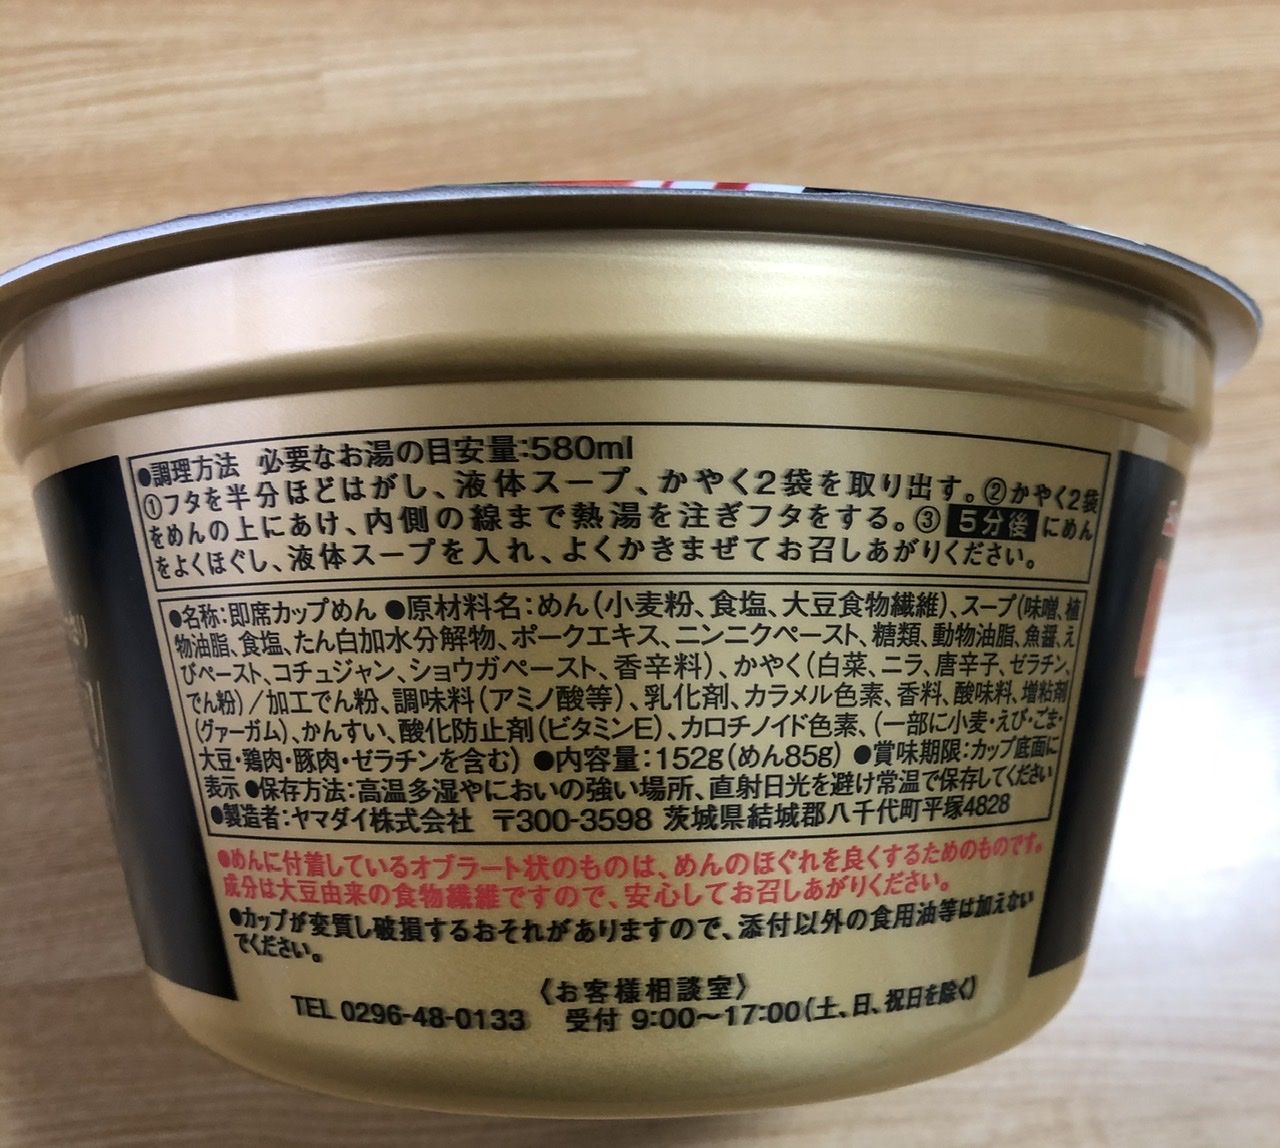 ●調理方法 必要なお湯の目安量:580ml
①フタを半分ほどはがし、液体スープ、かやく2袋を取り出す。②かやく2袋
をめんの上にあけ、内側の線まで熱湯を注ぎフタをする。③ 5分後 にめん
をよくほぐし、液体スープを入れ、よくかきまぜてお召しあがりください。
●名称:即席カップめん ●原材料名:めん(小麦粉、食塩、大豆食物繊維)、スープ(味噌、植
物油脂、食塩、たん白加水分解物、ポークエキス、ニンニクペースト、糖類、動物油脂、魚醤、え
びペースト、コチュジャン、ショウガペースト、香辛料)、かやく(白菜、ニラ、唐辛子、ゼラチン、
でん粉)/加工でん粉、調味料(アミノ酸等)、乳化剤、カラメル色素、香料、酸味料、増粘剤
(グァーガム)、かんすい、酸化防止剤(ビタミンE)、カロチノイド色素、(一部に小麦・えび・ごま・
大豆・鶏肉・豚肉・ゼラチンを含む) ●内容量:152g(めん85g) ●賞味期限:カップ底面に
表示 ●保存方法:高温多湿やにおいの強い場所、直射日光を避け常温で保存してください
●製造者:ヤマダイ株式会社 〒300-3598 茨城県結城郡八千代町平塚4828
●めんに付着しているオブラート状のものは、めんのほぐれを良くするためのものです。
成分は大豆由来の食物繊維ですので、安心してお召しあがりください。
●カップが変質し破損するおそれがありますので、添付以外の食用油等は加えない
でください。
《お客様相談室》
TEL 0296-48-0133 受付 9:00〜17:00(土、日、祝日を除く)